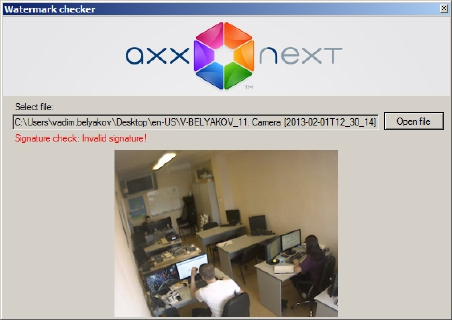 Watermark checker
axx next
TM
Select file:
C:\Users\vadim.belyakov\Desktop\en-US\V-BELYAKOV_11. Camera [2013-02-01T12_30_14]
Open file
Signature check: Invalid signature!